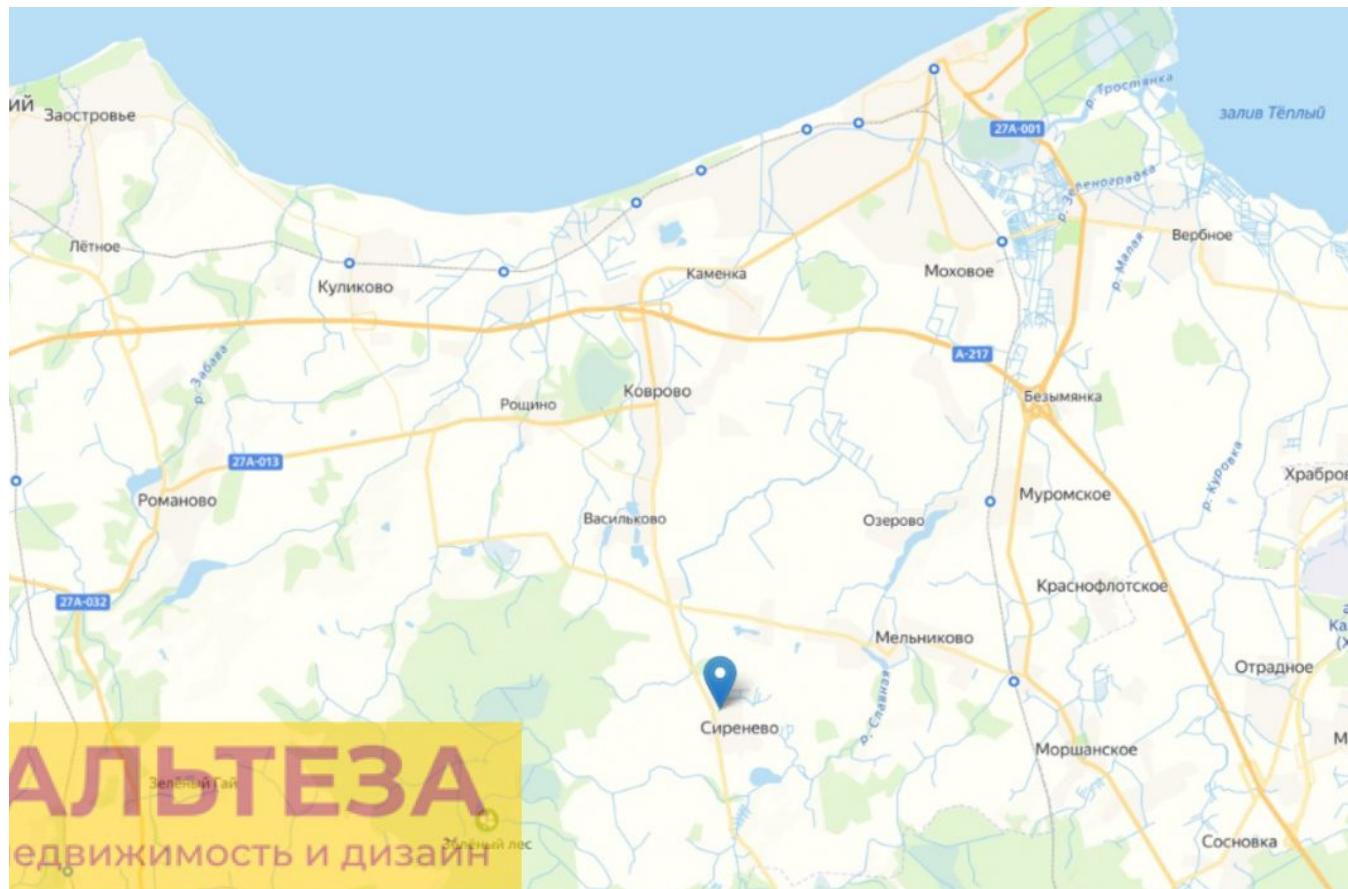 ий
Заостровье
р. Тростянка
залив Тёплый
27А-001
р. Зеленоградка
Вербное
Лётное
р. Малая
Моховое
Каменка
Куликово
А-217
р. Забава
Коврово
Безымянка
Рощино
27А-013
Храбров
р. Куровка
Муромское
Романово
Васильково
Озерово
Краснофлотское
27А-032
а
Ка
(Х
Мельниково
Отрадное
р. Славная
Сиренево
М
Моршанское
АЛЬТЕЗА
Зелёный Гай
Зелёный лес
Сосновка
едвижимость и дизайн